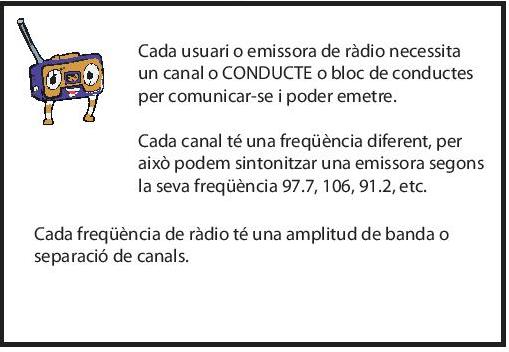 Cada usuari o emissora de ràdio necessita
un canal o CONDUCTE o bloc de conductes
per comunicar-se i poder emetre.
Cada canal té una freqüència diferent, per
això podem sintonitzar una emissora segons
la seva freqüència 97.7, 106, 91.2, etc.
Cada freqüència de ràdio té una amplitud de banda o
separació de canals.